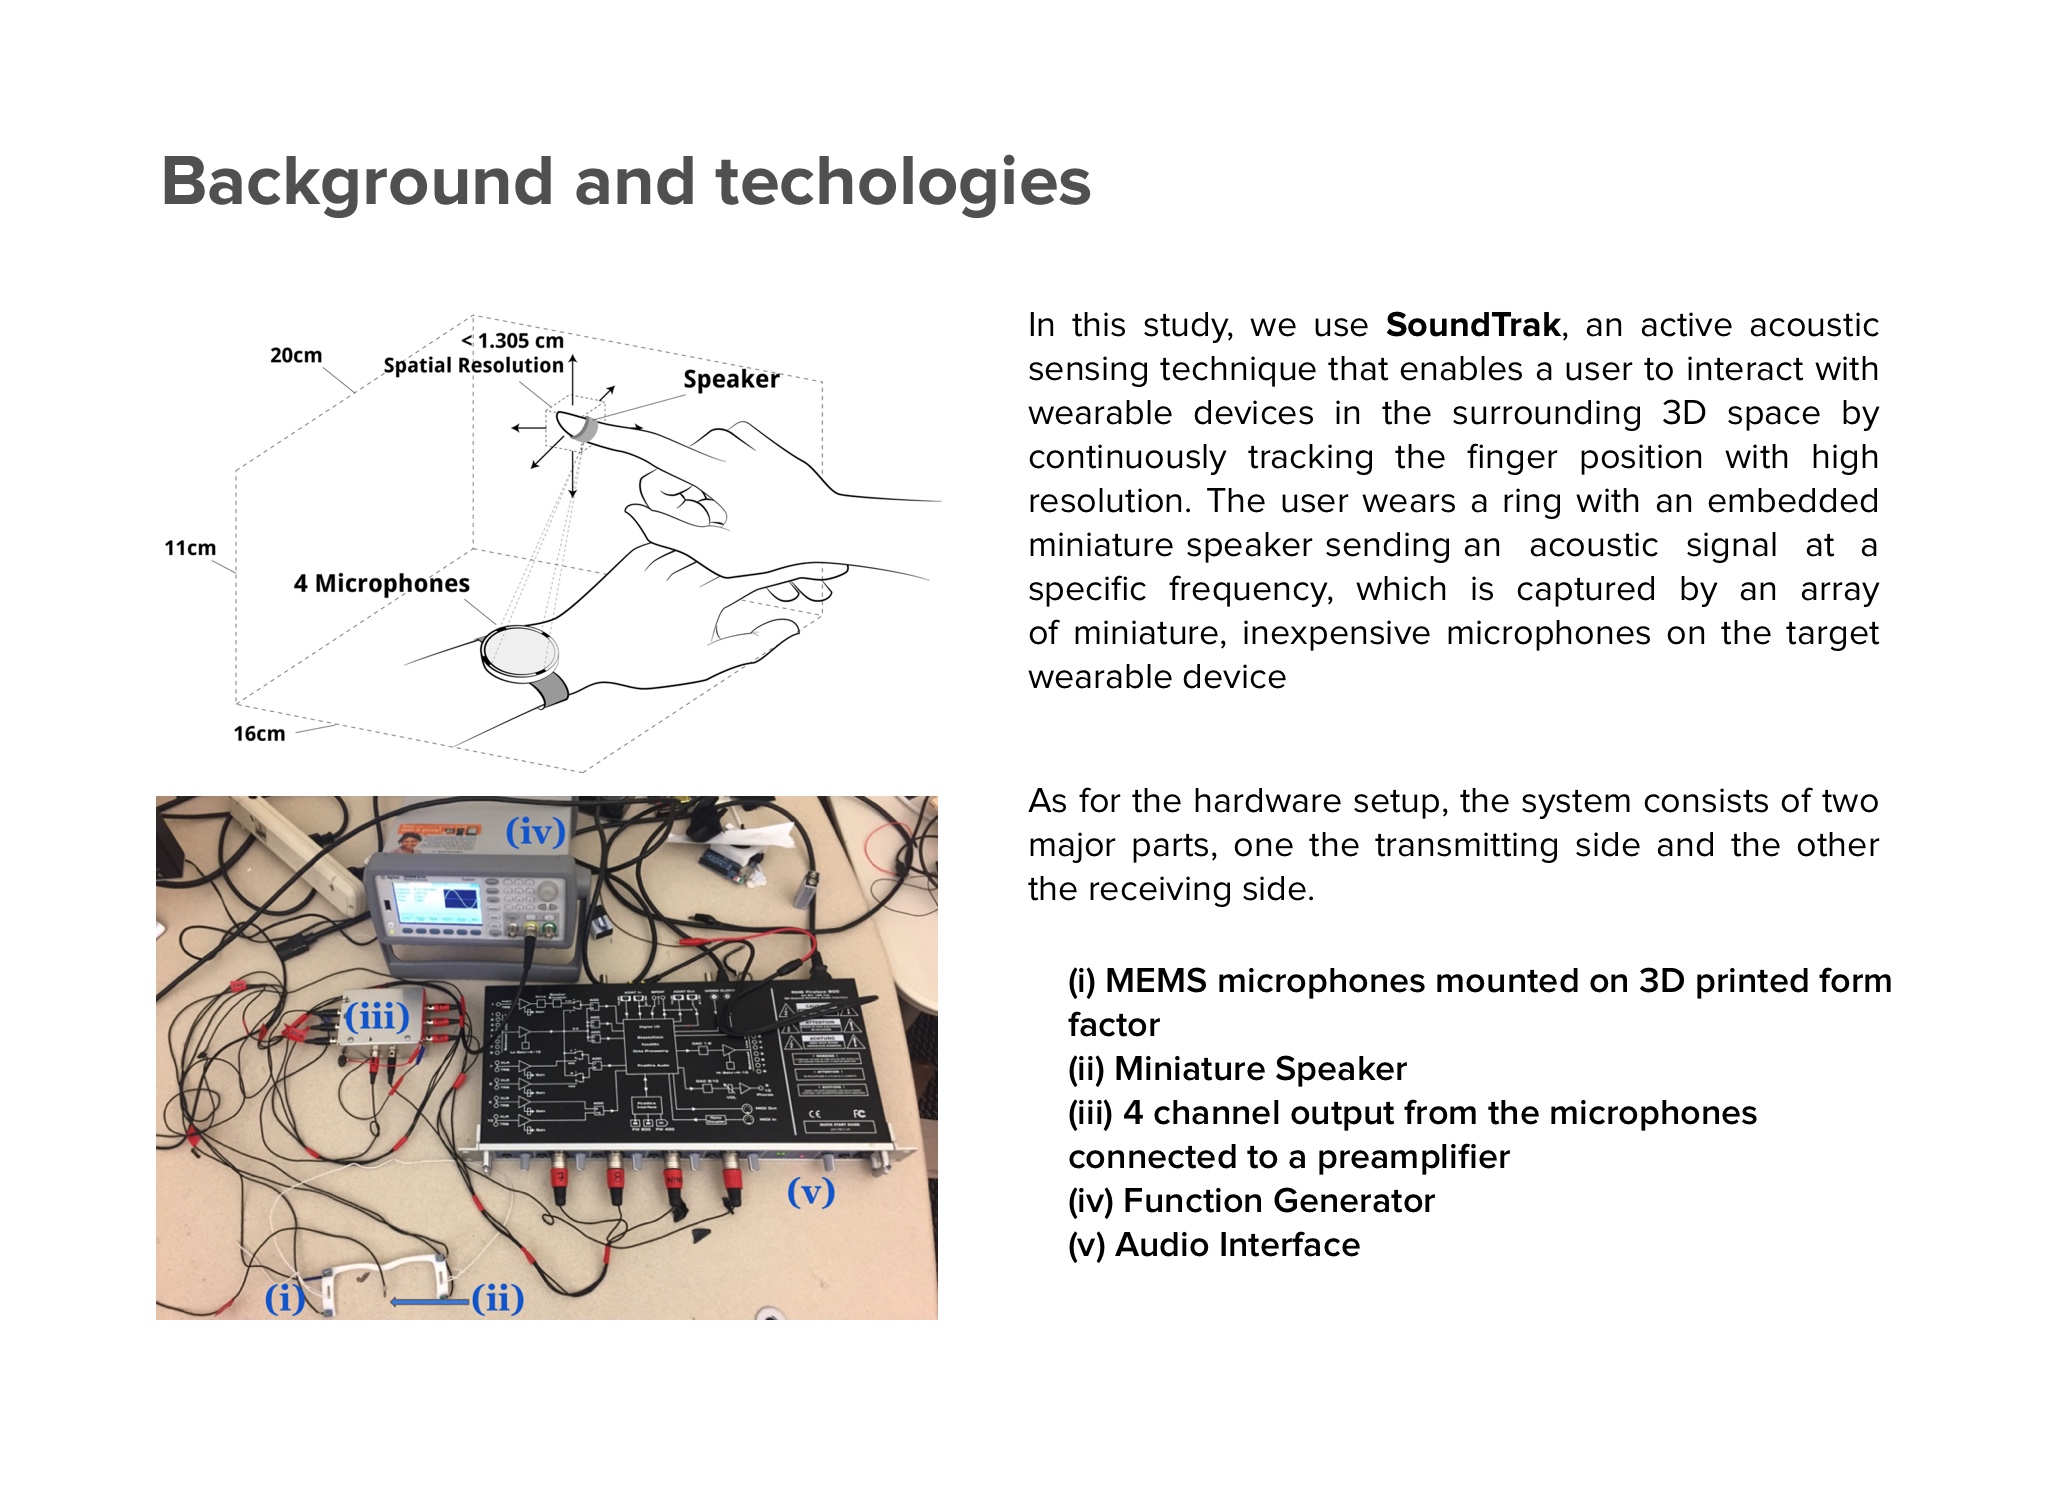 Background and techologies
20cm
< 1.305 cm
Spatial Resolution
Speaker
11cm
4 Microphones
16cm
In this study, we use SoundTrak, an active acoustic
sensing technique that enables a user to interact with
wearable devices in the surrounding 3D space by
continuously tracking the finger position with high
resolution. The user wears a ring with an embedded
miniature speaker sending an acoustic signal at a
specific frequency, which is captured by an array
of miniature, inexpensive microphones on the target
wearable device
(iv)
(iii)
(v)
(i)
(ii)
ATTENTION
ACHTUNG
As for the hardware setup, the system consists of two
major parts, one the transmitting side and the other
the receiving side.
(i) MEMS microphones mounted on 3D printed form
factor
(ii) Miniature Speaker
(iii) 4 channel output from the microphones
connected to a preamplifier
(iv) Function Generator
(v) Audio Interface